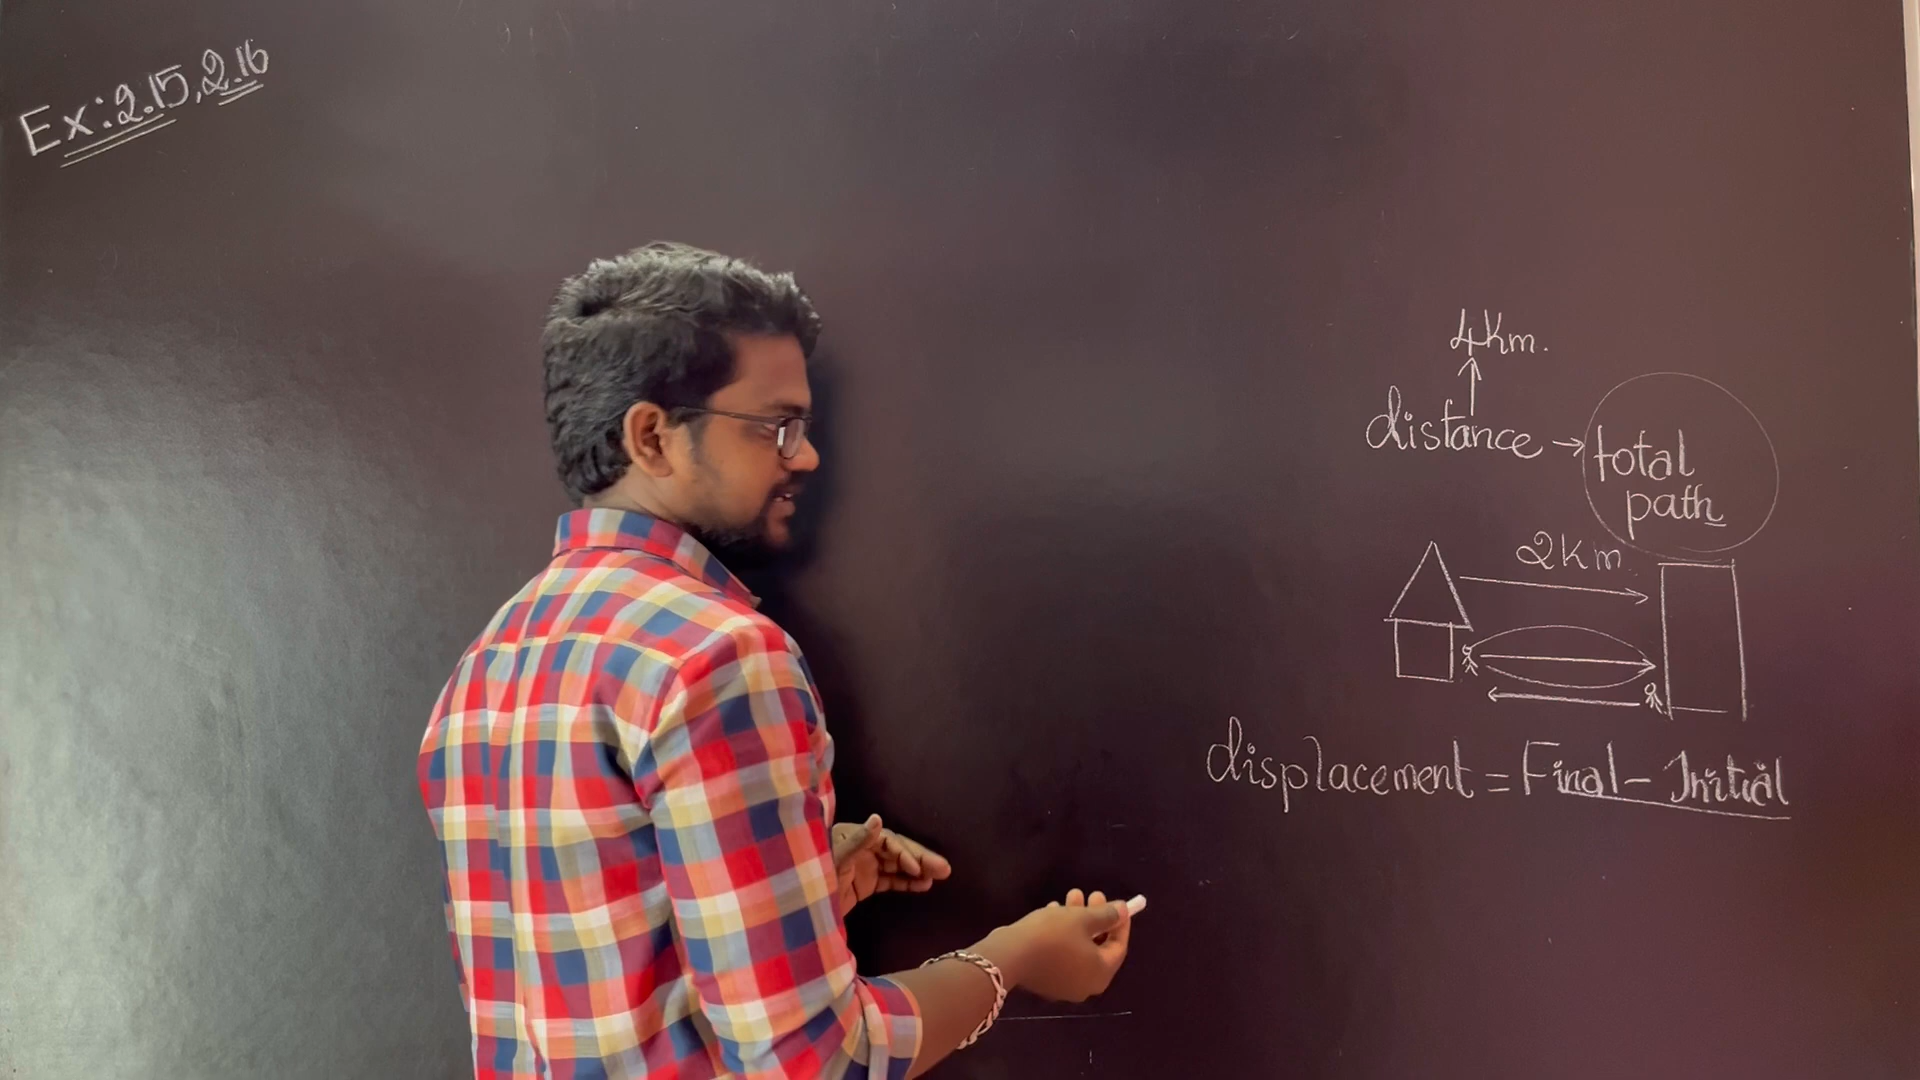 Ex: 2.15, 2.16
4Km.
distance → total
path
2Km.
displacement = Final - Initial